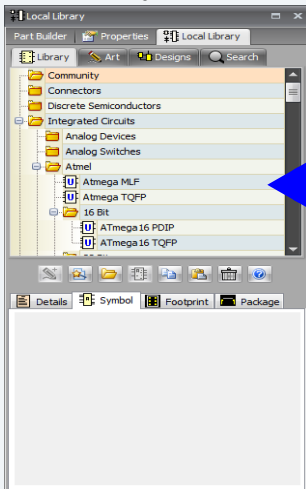 Local Library
Part Builder Properties Local Library
Library Art Designs Search
Community
Connectors
Discrete Semiconductors
Integrated Circuits
Analog Devices
Analog Switches
Atmel
Atmega MLF
Atmega TQFP
16 Bit
ATmega16 PDIP
ATmega16 TQFP
Details Symbol Footprint Package